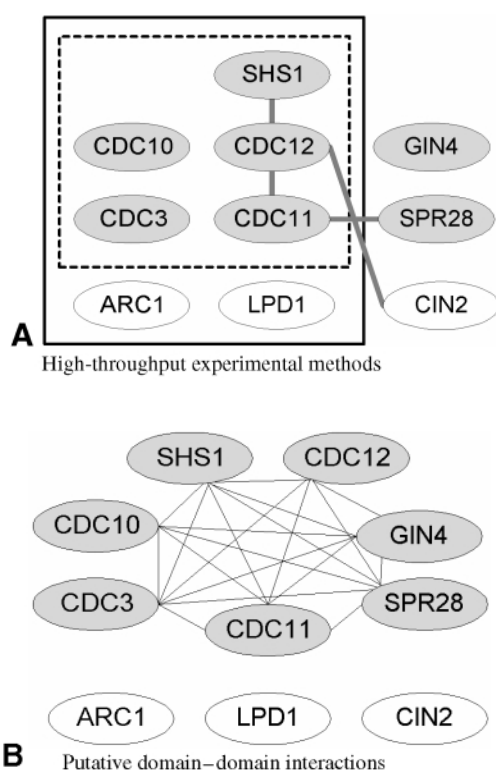 SHS1
CDC10 CDC12 GIN4
CDC3 CDC11 SPR28
ARC1 LPD1 CIN2
A
High-throughput experimental methods
SHS1 CDC12
CDC10 GIN4
CDC3 CDC11 SPR28
ARC1 LPD1 CIN2
B
Putative domain–domain interactions